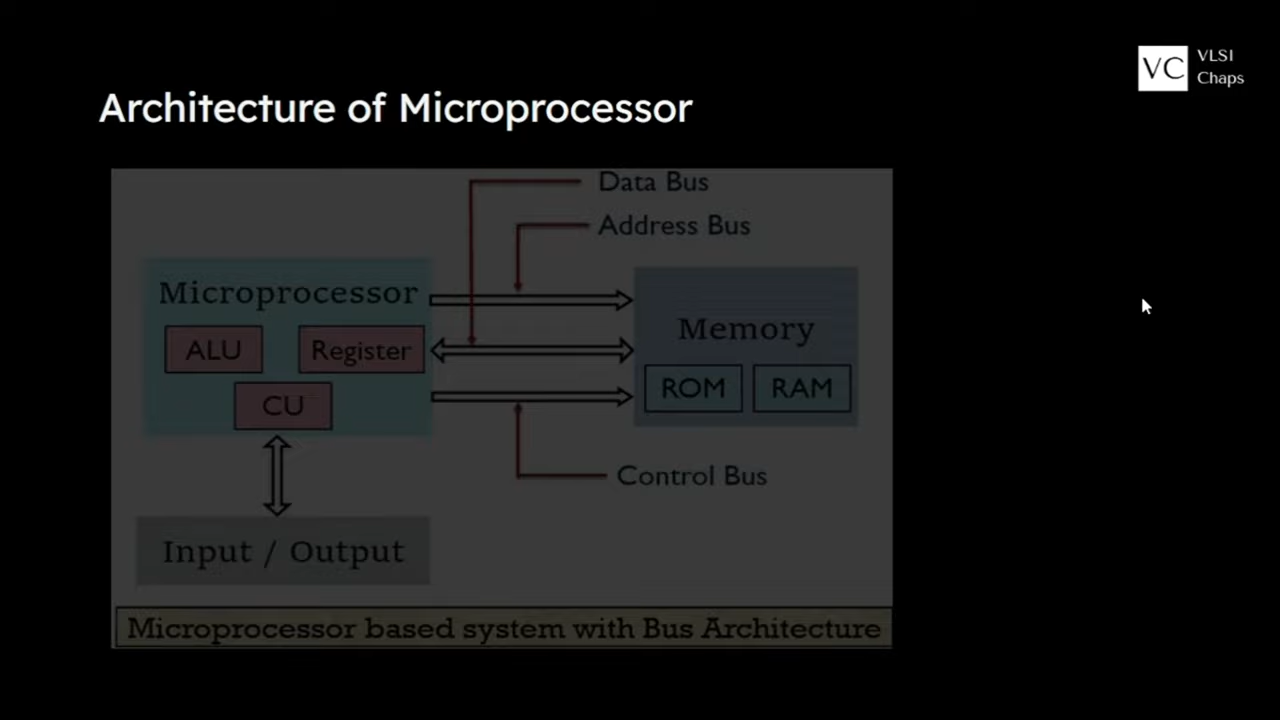 VC
VLSI
Chaps
Architecture of Microprocessor
Data Bus
Address Bus
Microprocessor
ALU
Register
CU
Memory
ROM
RAM
Control Bus
Input / Output
Microprocessor based system with Bus Architecture